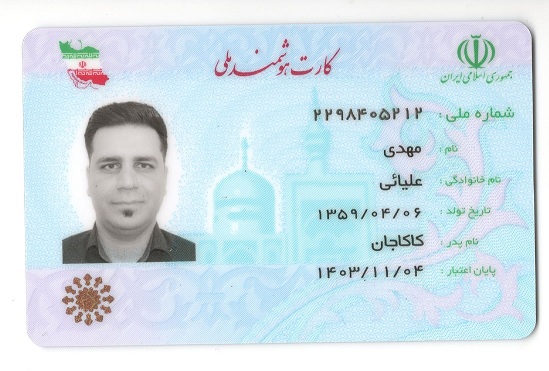 کارت هوشمند ملی
جمهوری اسلامی ایران
شماره ملی : ۲۲۹۸۴۰۵۲۱۲
نام : مهدی
نام خانوادگی : علیائی
تاریخ تولد : ۱۳۵۹/۰۴/۰۶
نام پدر : کاکاجان
پایان اعتبار : ۱۴۰۳/۱۱/۰۴